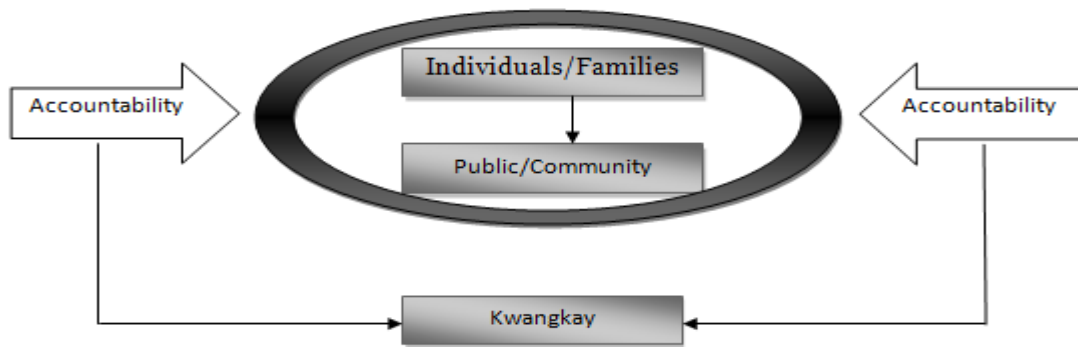 Individuals/Families
Accountability
Accountability
Public/Community
Kwangkay